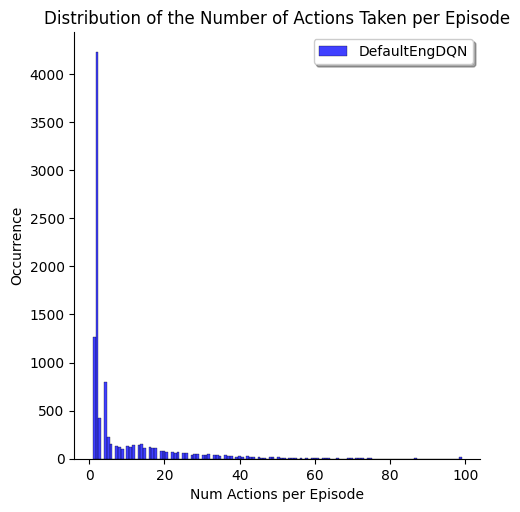 Distribution of the Number of Actions Taken per Episode
DefaultEngDQN
4000
3500
3000
2500
2000
1500
1000
500
0
Occurrence
0 20 40 60 80 100
Num Actions per Episode